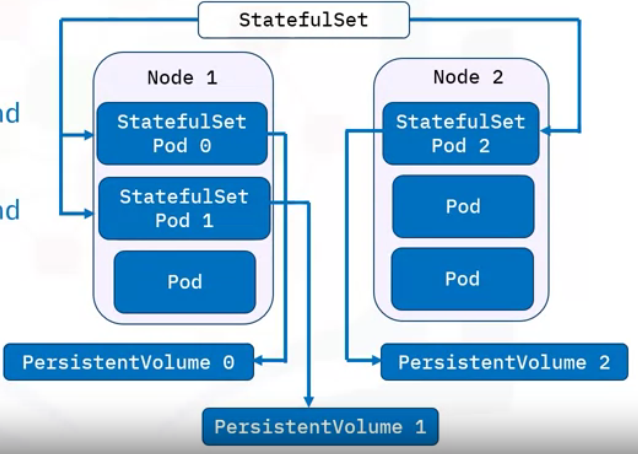 StatefulSet
Node 1
StatefulSet
Pod 0
StatefulSet
Pod 1
Pod
Node 2
StatefulSet
Pod 2
Pod
Pod
nd
nd
PersistentVolume 0
PersistentVolume 2
PersistentVolume 1